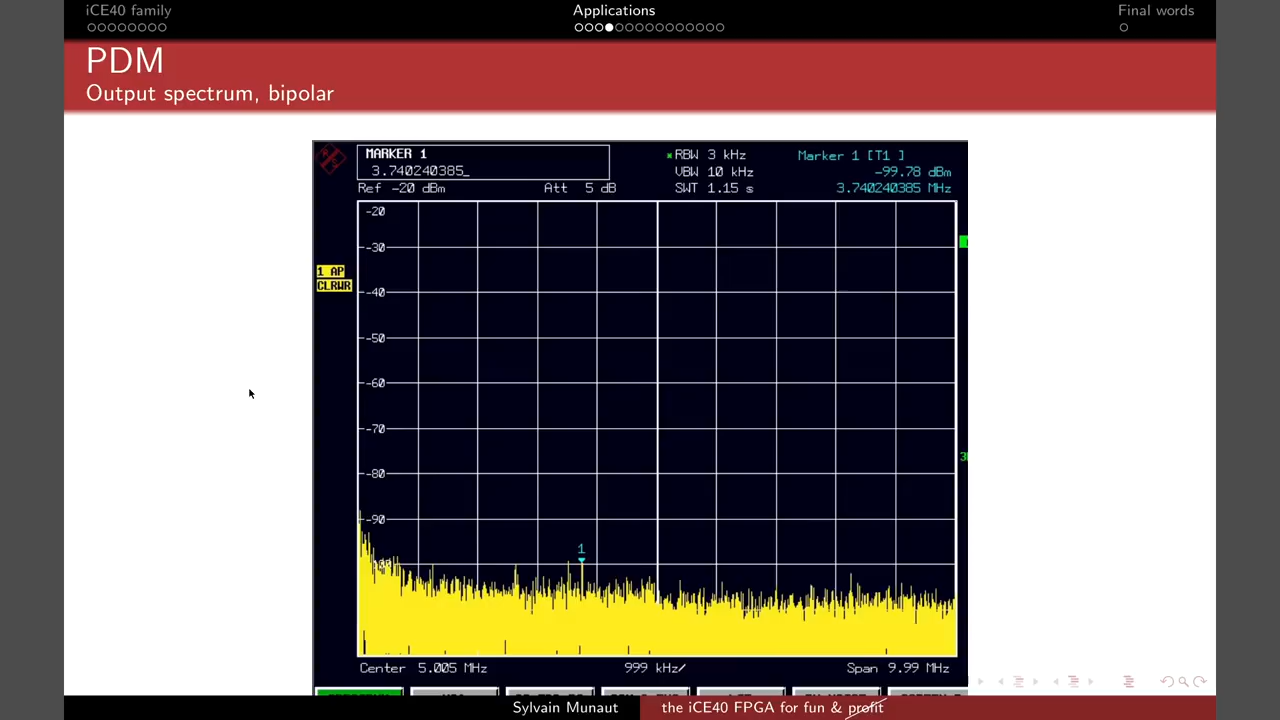 iCE40 family
Applications
Final words
PDM
Output spectrum, bipolar
MARKER 1
3.740240385_
RBW 3 kHz
VBW 10 kHz
SWT 1.15 s
Marker 1 [T1 ]
-99.78 dBm
3.740240385 MHz
Ref -20 dBm
Att 5 dB
-20
-30
1 AP
CLRWR
-40
-50
-60
-70
-80
-90
1
Center 5.005 MHz
999 kHz/
Span 9.99 MHz
Sylvain Munaut
the iCE40 FPGA for fun & profit